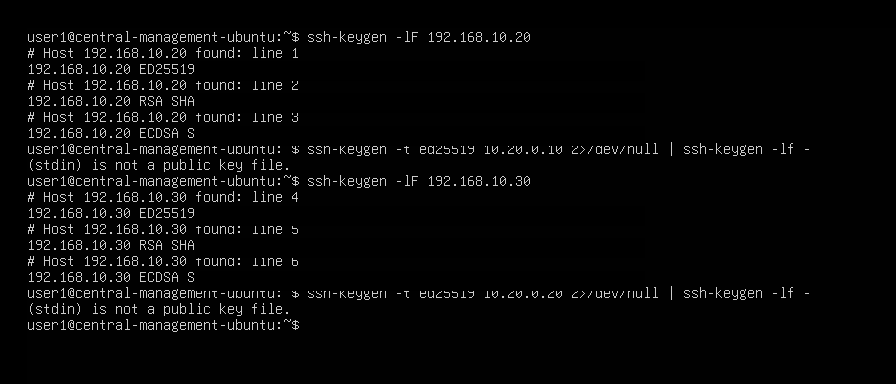 user1@central-management-ubuntu:~$ ssh-keygen -lF 192.168.10.20
# Host 192.168.10.20 found: line 1
192.168.10.20 ED25519
# Host 192.168.10.20 found: line 2
192.168.10.20 RSA SHA
# Host 192.168.10.20 found: line 3
192.168.10.20 ECDSA S
user1@central-management-ubuntu: $ ssh-keygen -t ed25519 10.20.0.10 2>/dev/null | ssh-keygen -lf -
(stdin) is not a public key file.
user1@central-management-ubuntu:~$ ssh-keygen -lF 192.168.10.30
# Host 192.168.10.30 found: line 4
192.168.10.30 ED25519
# Host 192.168.10.30 found: line 5
192.168.10.30 RSA SHA
# Host 192.168.10.30 found: line 6
192.168.10.30 ECDSA S
user1@central-management-ubuntu: $ ssh-keygen -t ed25519 10.20.0.20 2>/dev/null | ssh-keygen -lf -
(stdin) is not a public key file.
user1@central-management-ubuntu:~$